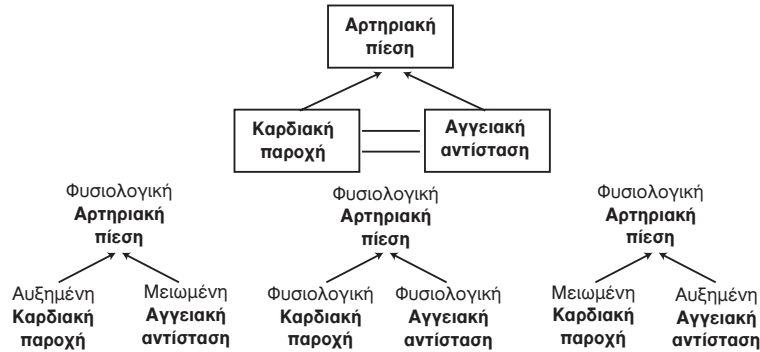 Αρτηριακή
πίεση
Καρδιακή
παροχή
Αγγειακή
αντίσταση
Φυσιολογική
Αρτηριακή
πίεση
Αυξημένη
Καρδιακή
παροχή
Μειωμένη
Αγγειακή
αντίσταση
Φυσιολογική
Αρτηριακή
πίεση
Φυσιολογική
Καρδιακή
παροχή
Φυσιολογική
Αγγειακή
αντίσταση
Φυσιολογική
Αρτηριακή
πίεση
Μειωμένη
Καρδιακή
παροχή
Αυξημένη
Αγγειακή
αντίσταση